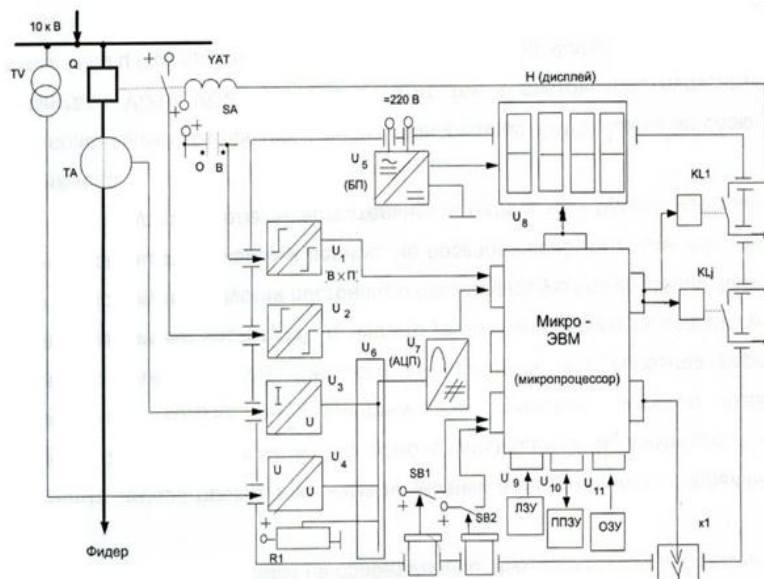 10 кВ
TV
Q
YAT
SA
=220 В
Н (дисплей)
TA
О В
U5
(БП)
U8
KL1
KLj
U1
В×П
U2
U6
U7
(АЦП)
U3
I
U
U4
U
U
Микро -
ЭВМ
(микропроцессор)
SB1
SB2
U9
U10
U11
ПЗУ
ППЗУ
ОЗУ
x1
R1
Фидер